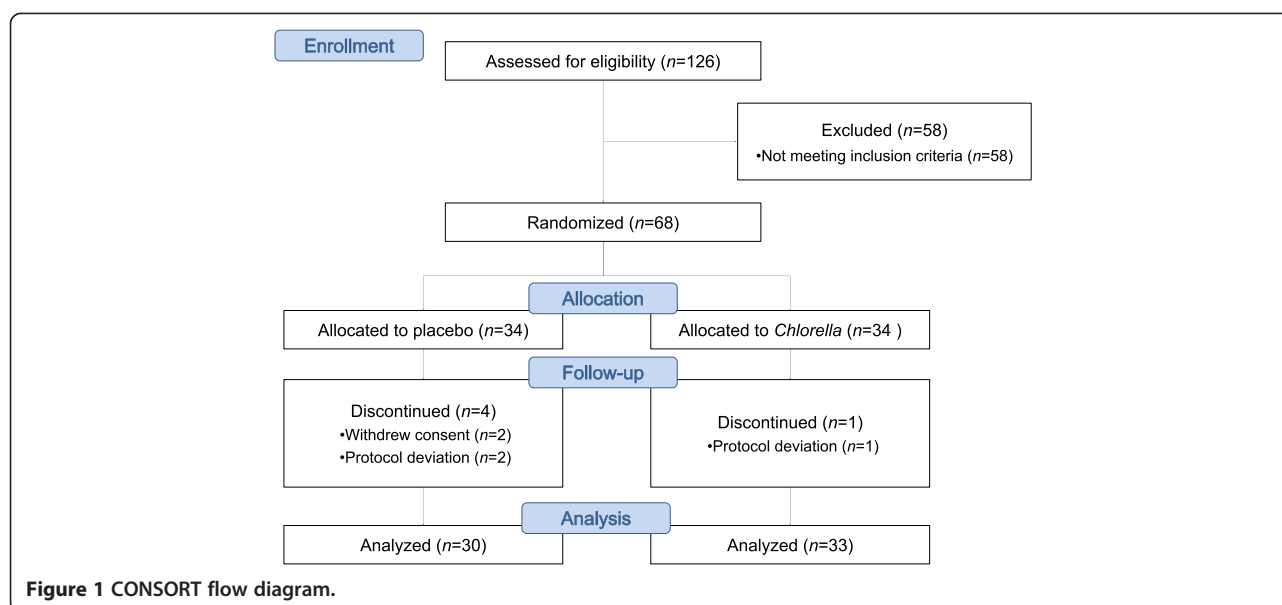 Enrollment
Assessed for eligibility (n=126)
Excluded (n=58)
•Not meeting inclusion criteria (n=58)
Randomized (n=68)
Allocation
Allocated to placebo (n=34)
Allocated to Chlorella (n=34 )
Follow-up
Discontinued (n=4)
•Withdrew consent (n=2)
•Protocol deviation (n=2)
Discontinued (n=1)
•Protocol deviation (n=1)
Analysis
Analyzed (n=30)
Analyzed (n=33)
Figure 1 CONSORT flow diagram.